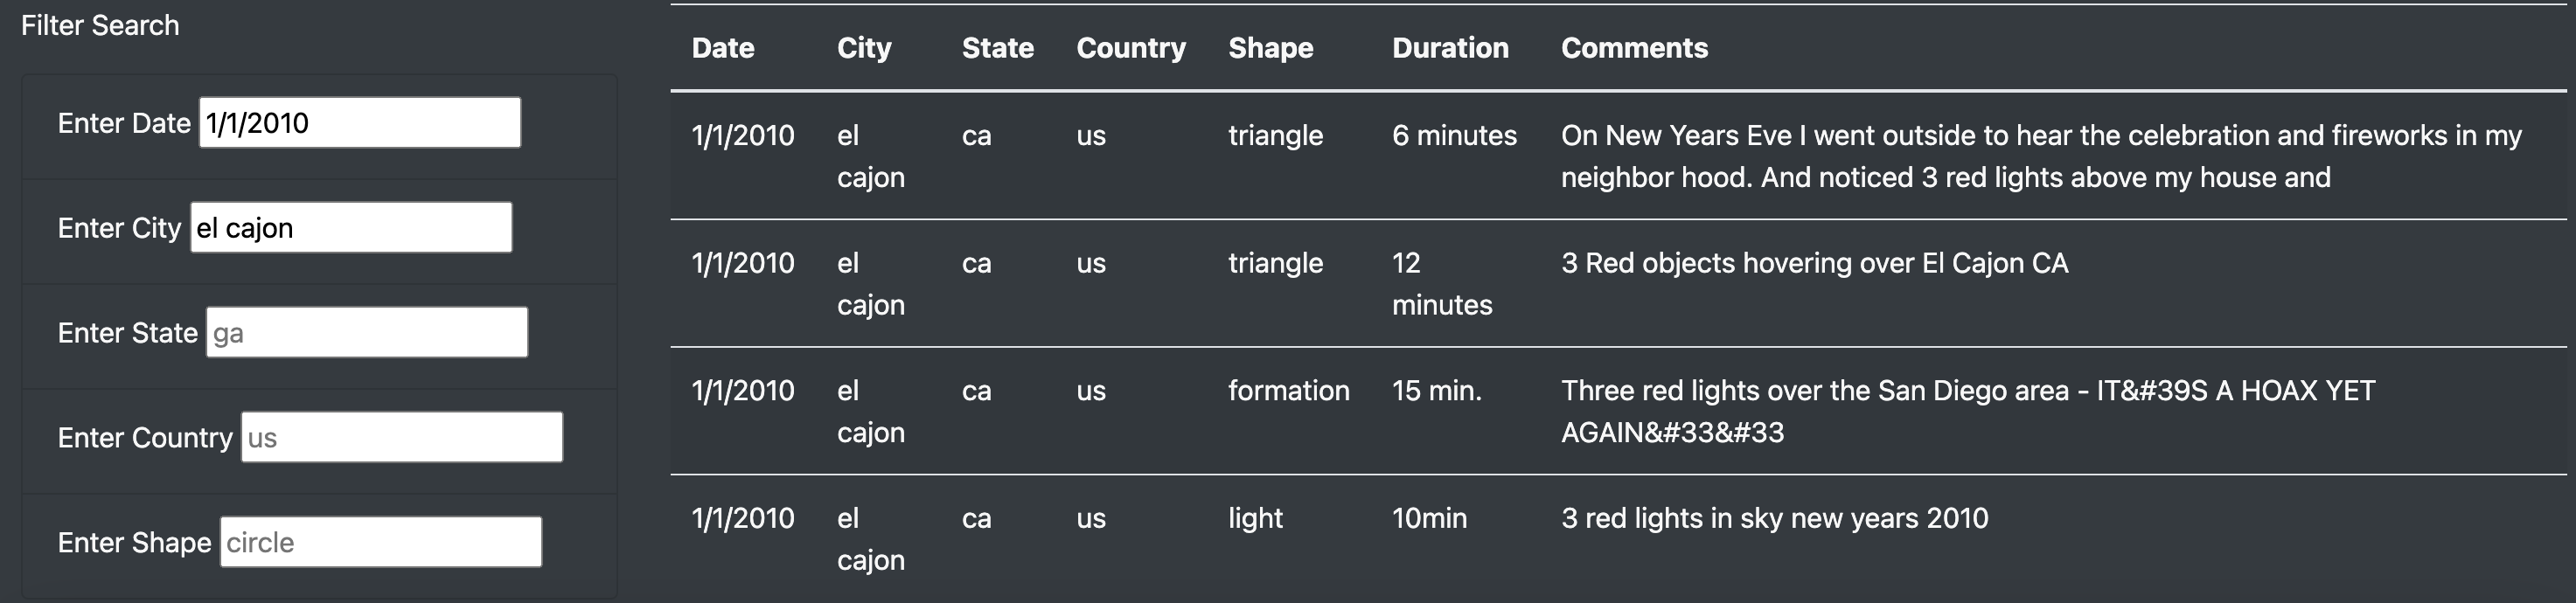 Filter Search
Enter Date 1/1/2010
Enter City el cajon
Enter State ga
Enter Country us
Enter Shape circle
Date City State Country Shape Duration Comments
1/1/2010 el cajon ca us triangle 6 minutes On New Years Eve I went outside to hear the celebration and fireworks in my neighbor hood. And noticed 3 red lights above my house and
1/1/2010 el cajon ca us triangle 12 minutes 3 Red objects hovering over El Cajon CA
1/1/2010 el cajon ca us formation 15 min. Three red lights over the San Diego area - IT&#39S A HOAX YET AGAIN&#33&#33
1/1/2010 el cajon ca us light 10min 3 red lights in sky new years 2010